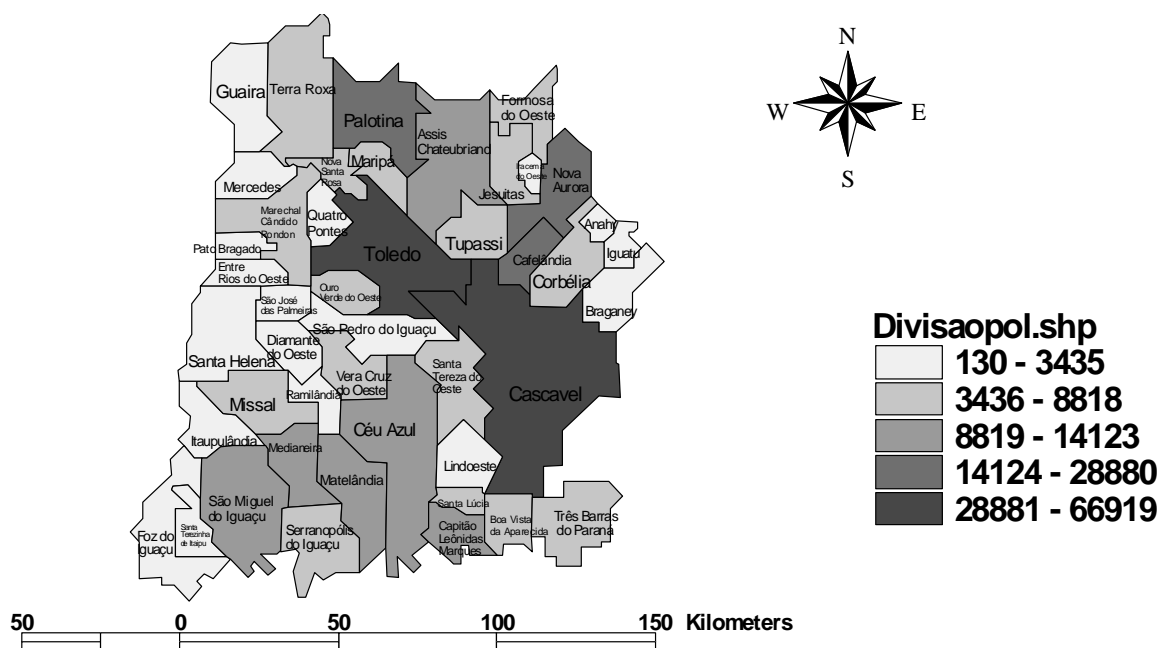 N
W
E
S
Guaira
Terra Roxa
Palotina
Assis
Chateubriand
Formosa
do Oeste
Iracema
do Oeste
Nova
Aurora
Jesuitas
Nova
Santa
Rosa
Maripá
Mercedes
Marechal
Cândido
Rondon
Quatro
Pontes
Pato Bragado
Entre
Rios do Oeste
Toledo
Tupassi
Cafelândia
Corbélia
Anahy
Iguatu
Braganey
Ouro
Verde do Oeste
São José
das Palmeiras
São Pedro do Iguaçu
Diamante
do Oeste
Santa Helena
Vera Cruz
do Oeste
Santa
Tereza do
Oeste
Cascavel
Ramilândia
Missal
Céu Azul
Itaupulândia
Medianeira
Lindoeste
Matelândia
São Miguel
do Iguaçu
Santa Lúcia
Foz do
Iguaçu
Santa
Terezinha
de Itaipu
Serranopólis
do Iguaçu
Capitão
Leônidas
Marques
Boa Vista
da Aparecida
Três Barras
do Paraná
Divisaopol.shp
130 - 3435
3436 - 8818
8819 - 14123
14124 - 28880
28881 - 66919
50 0 50 100 150 Kilometers